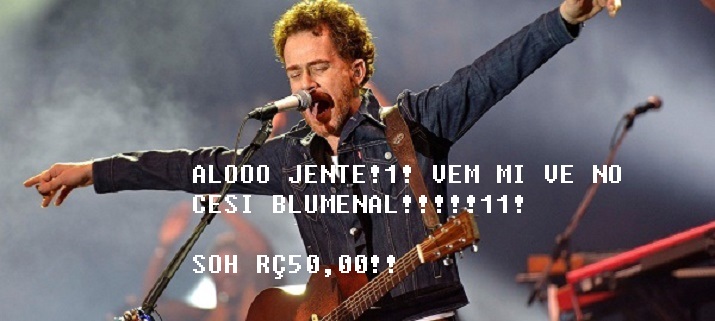 ALOOO JENTE!1! VEM MI VE NO
CESI BLUMENAL!!!!!11!
SOH RÇ50,00!!